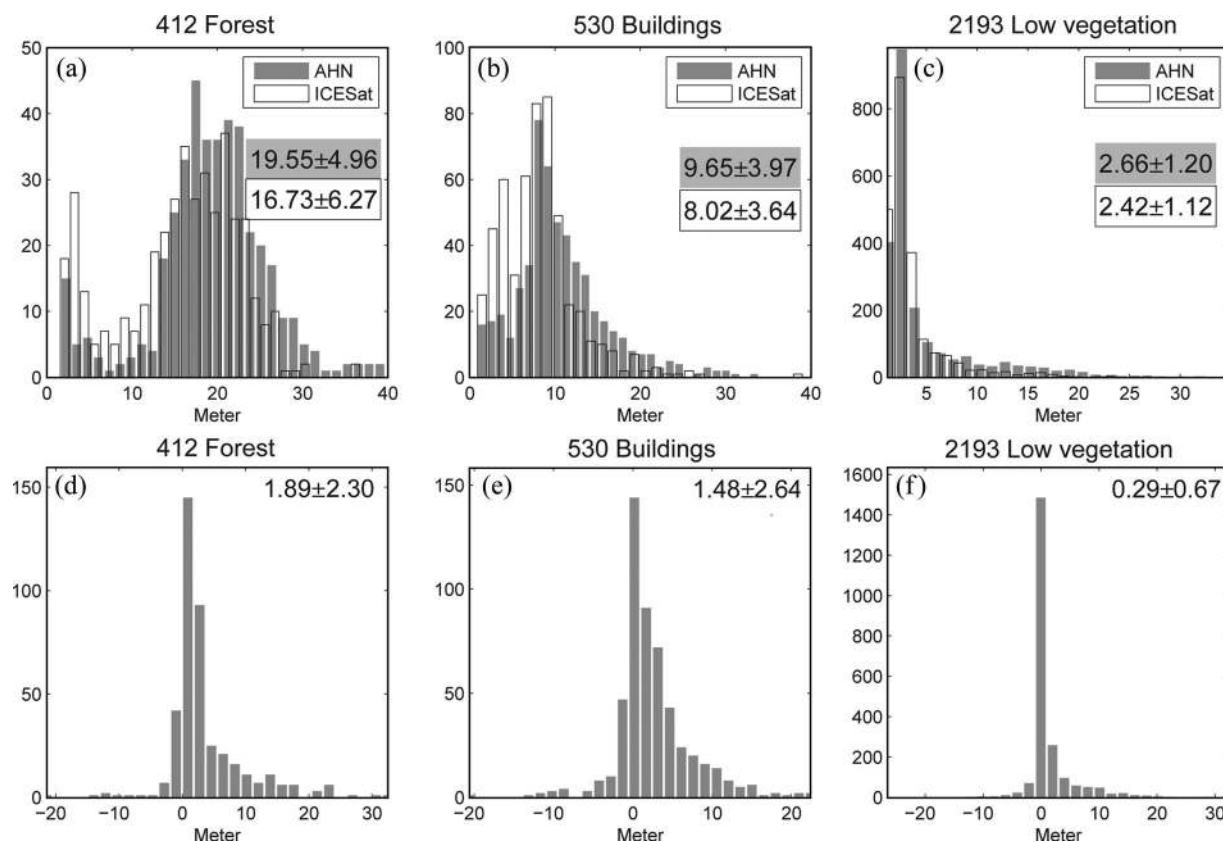 412 Forest
(a)
AHN
ICESat
19.55±4.96
16.73±6.27
50
40
30
20
10
0
0 10 20 30 40
Meter
530 Buildings
(b)
AHN
ICESat
9.65±3.97
8.02±3.64
100
80
60
40
20
0
0 10 20 30 40
Meter
2193 Low vegetation
(c)
AHN
ICESat
2.66±1.20
2.42±1.12
800
600
400
200
0
5 10 15 20 25 30
Meter
412 Forest
(d)
1.89±2.30
150
100
50
0
−20 −10 0 10 20 30
Meter
530 Buildings
(e)
1.48±2.64
150
100
50
0
−20 −10 0 10 20
Meter
2193 Low vegetation
(f)
0.29±0.67
1600
1400
1200
1000
800
600
400
200
0
−20 −10 0 10 20 30
Meter